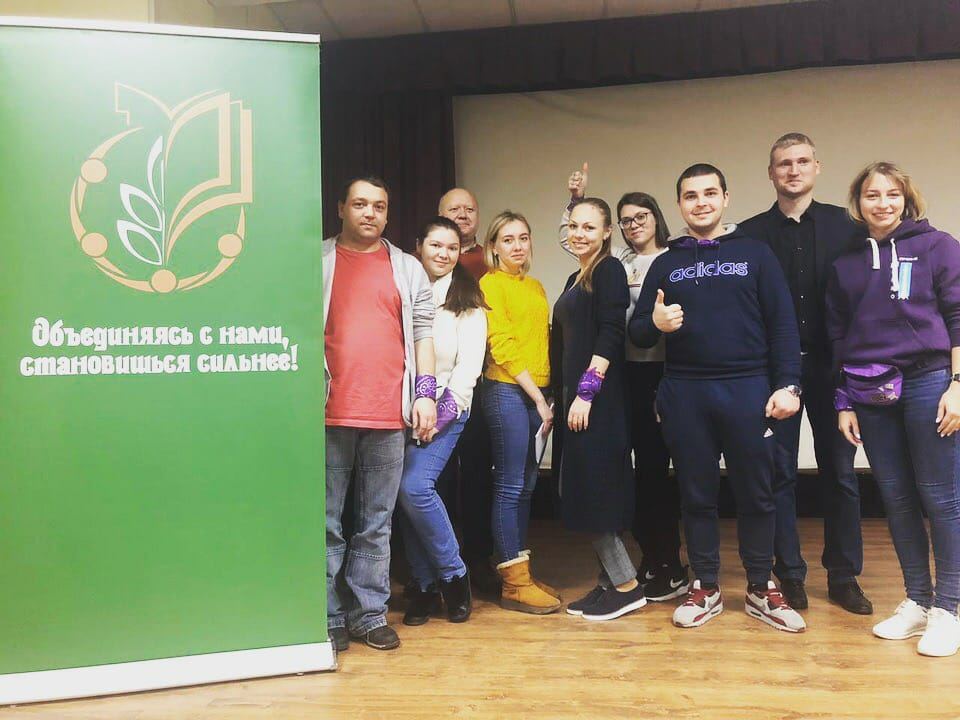 Объединяясь с нами,
становишься сильнее!
adidas